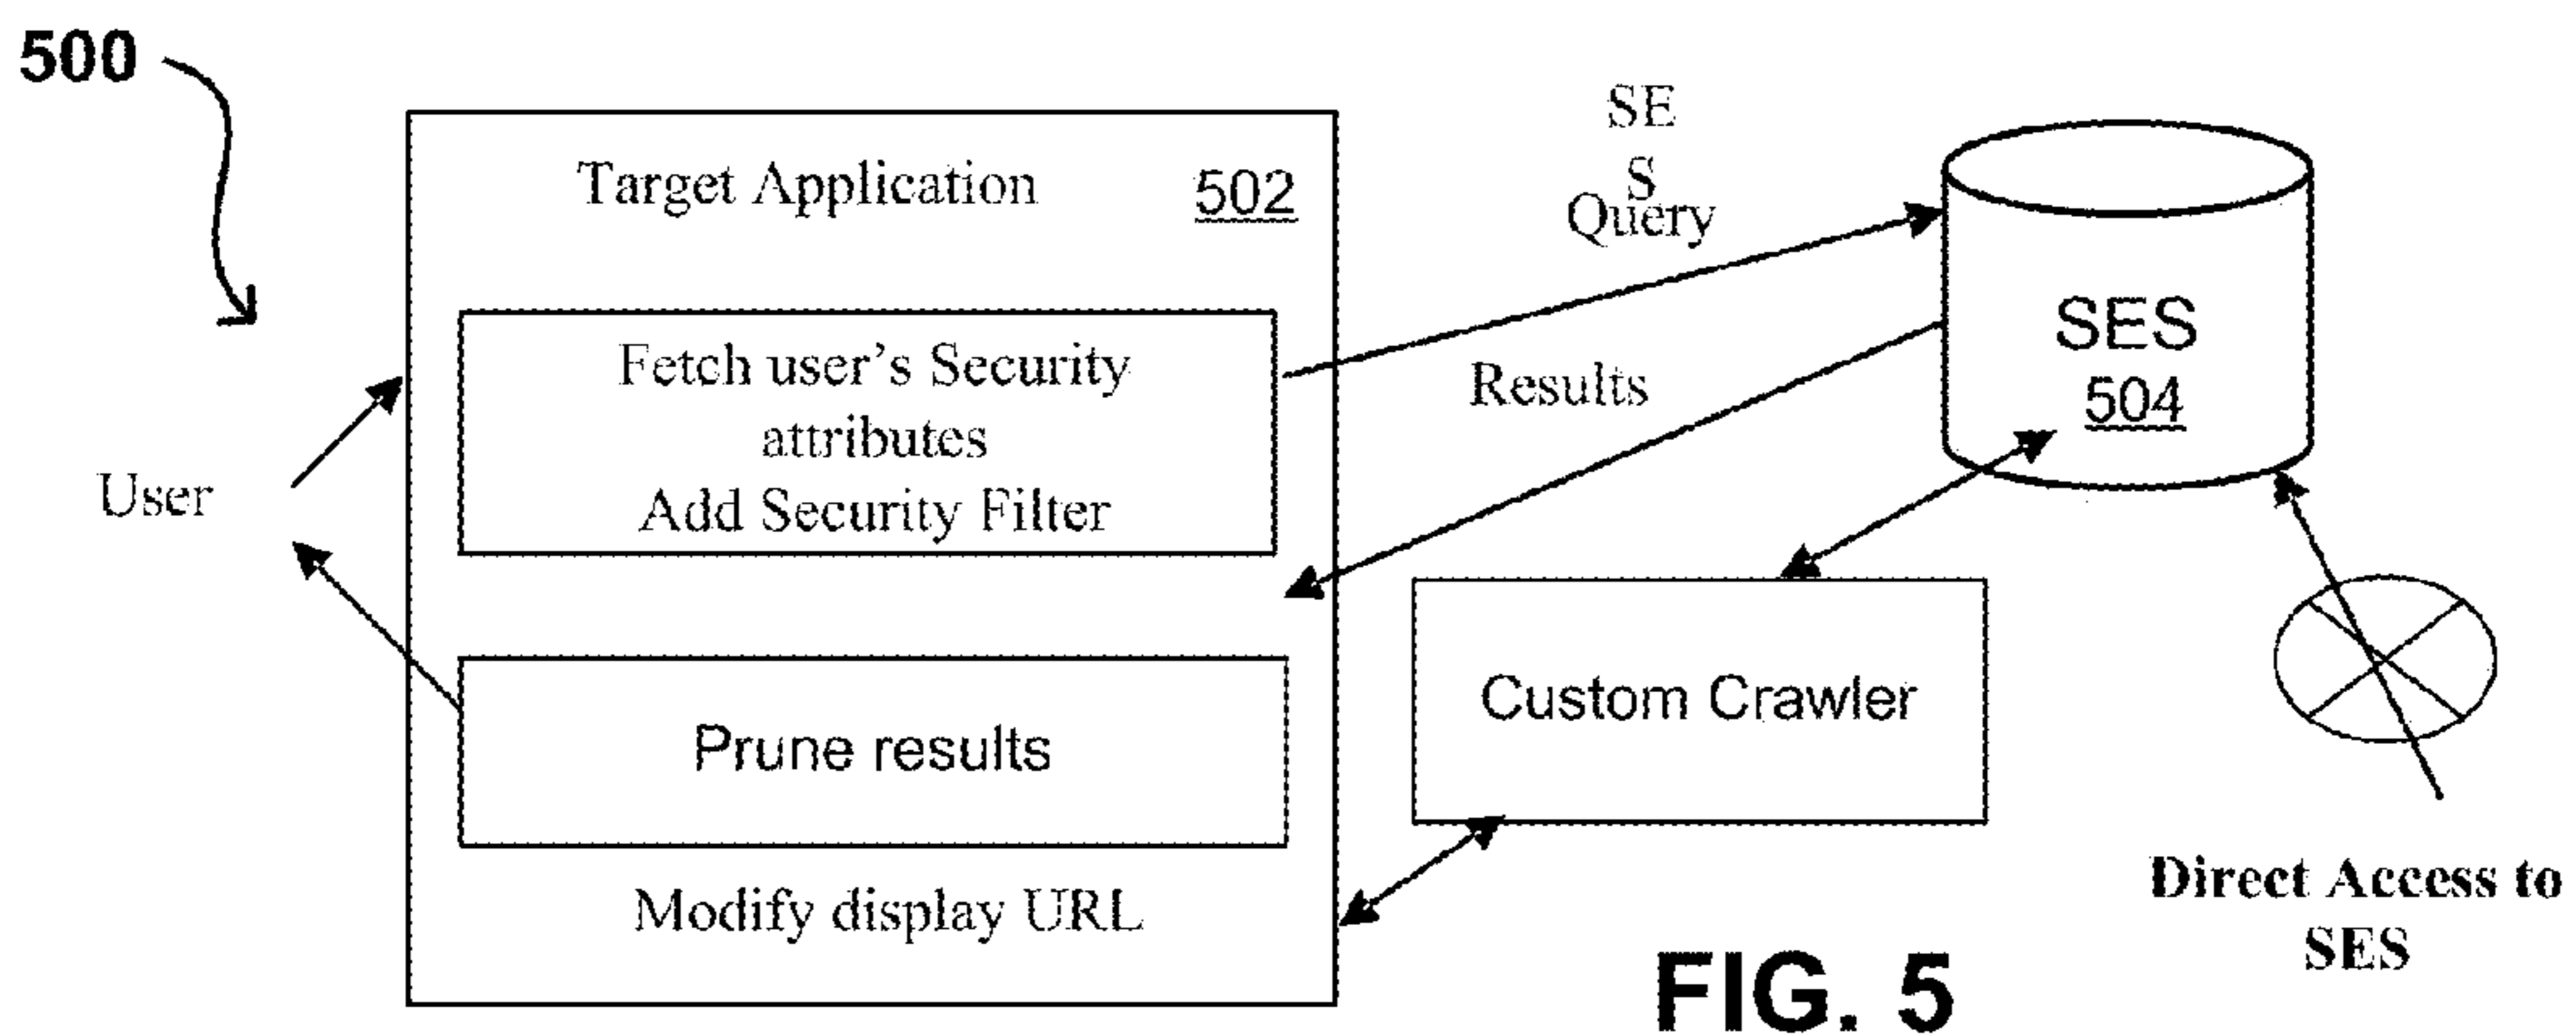 500
Target Application 502
Fetch user's Security
attributes
Add Security Filter
User
Prune results
Modify display URL
SE
S
Query
Results
SES
504
Custom Crawler
Direct Access to
SES
FIG. 5